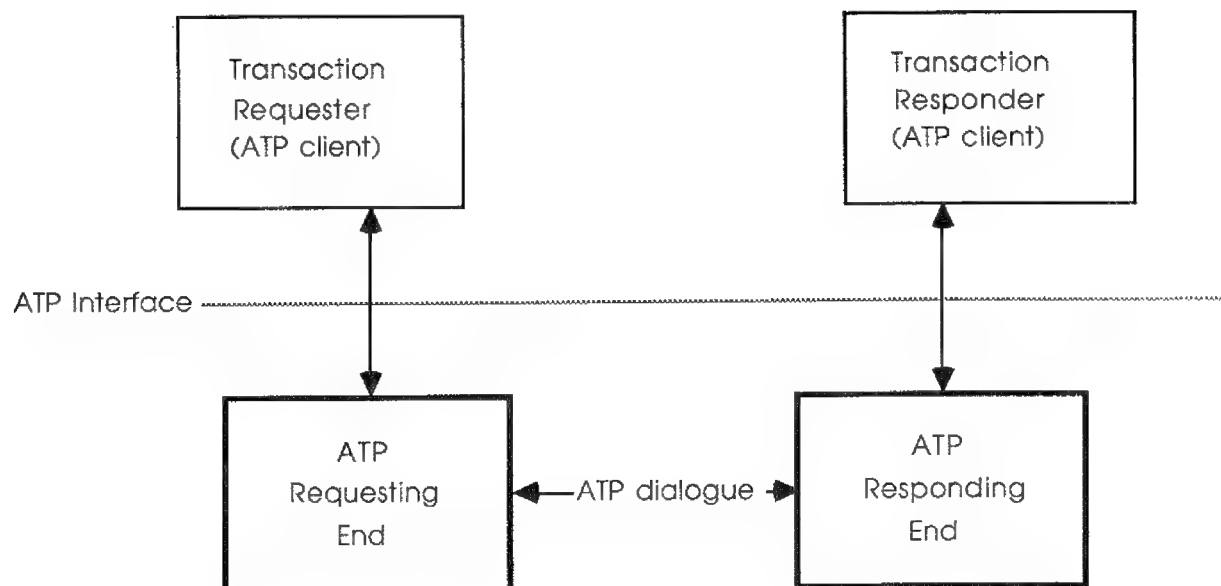 Transaction
Requester
(ATP client)
Transaction
Responder
(ATP client)
ATP Interface
ATP
Requesting
End
ATP dialogue
ATP
Responding
End